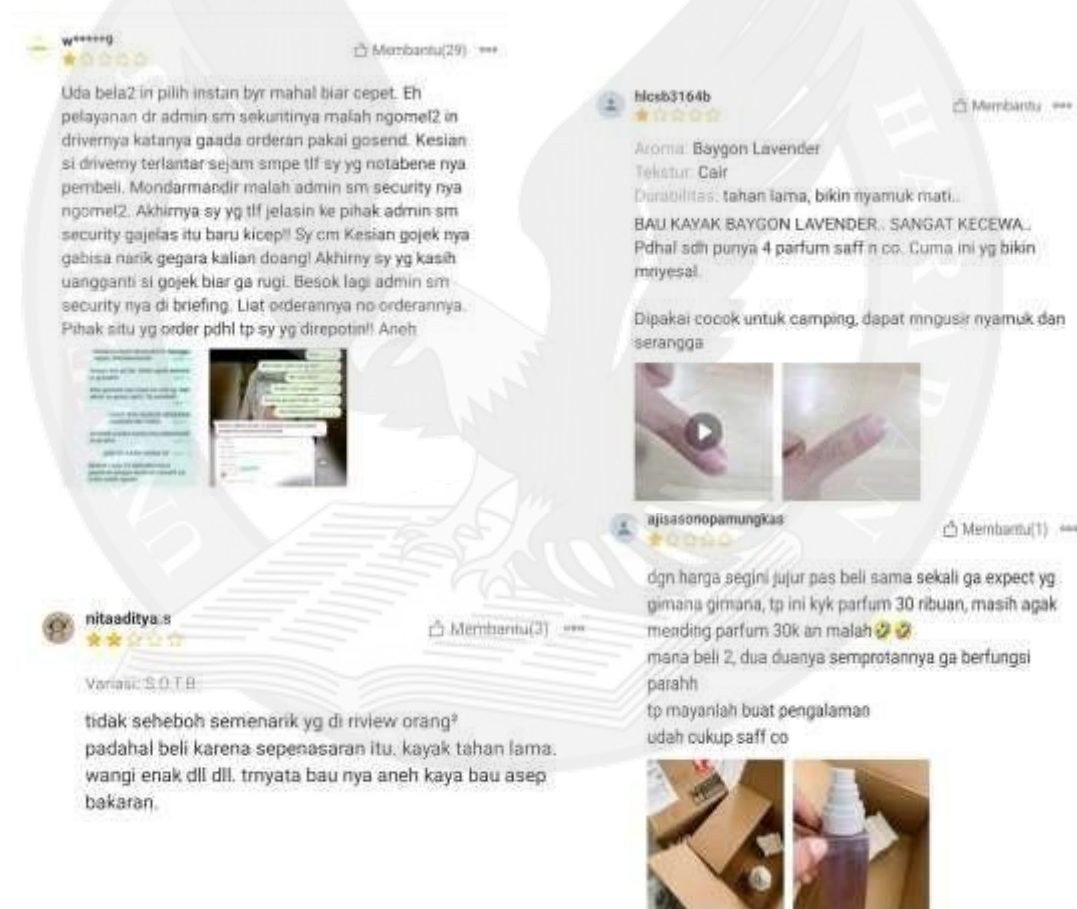 w*****g
Membantu(29)
Uda bela2 in pilih instan byr mahal biar cepet. Eh
pelayanan dr admin sm sekuritinya malah ngomel2 in
drivernya katanya gaada orderan pakai gosend. Kesian
si driverny terlantar sejam smpe tlf sy yg notabene nya
pembeli. Mondarmandir malah admin sm security nya
ngomel2. Akhirnya sy yg tlf jelasin ke pihak admin sm
security gajelas itu baru kicep!! Sy cm Kesian gojek nya
gabisa narik gegara kalian doang! Akhirny sy yg kasih
uangganti si gojek biar ga rugi. Besok lagi admin sm
security nya di briefing. Liat orderannya no orderannya.
Pihak situ yg order pdhl tp sy yg direpotin!! Aneh
nitaaditya.s
Membantu(3)
Variasi: S.O.T.B
tidak seheboh semenarik yg di riview orang²
padahal beli karena sepenasaran itu. kayak tahan lama.
wangi enak dll dll. trnyata bau nya aneh kaya bau asep
bakaran.
hlcsb3164b
Membantu
Aroma: Baygon Lavender
Tekstur: Cair
Durabilitas: tahan lama, bikin nyamuk mati..
BAU KAYAK BAYGON LAVENDER.. SANGAT KECEWA..
Pdhal sdh punya 4 parfum saff n co. Cuma ini yg bikin
mnyesal.
Dipakai cocok untuk camping, dapat mngusir nyamuk dan
serangga
ajisasonopamungkas
Membantu(1)
dgn harga segini jujur pas beli sama sekali ga expect yg
gimana gimana, tp ini kyk parfum 30 ribuan, masih agak
mending parfum 30k an malah🤣🤣
mana beli 2, dua duanya semprotannya ga berfungsi
parahh
tp mayanlah buat pengalaman
udah cukup saff co
HARAPAN
UN